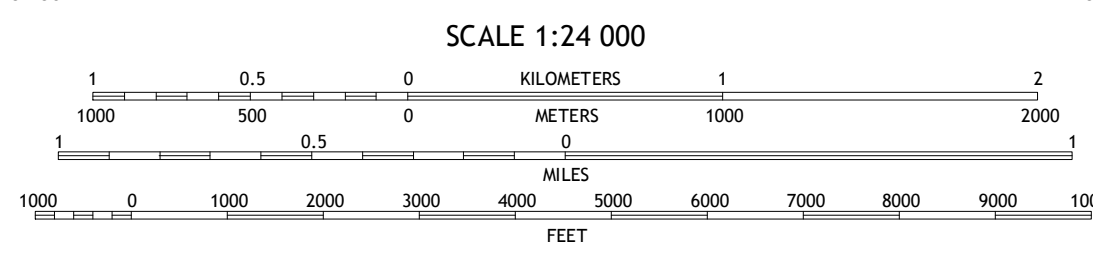 SCALE 1:24 000
1 0.5 0 KILOMETERS 1 2
1000 500 0 METERS 1000 2000
1 0.5 0 1
MILES
1000 0 1000 2000 3000 4000 5000 6000 7000 8000 9000
FEET